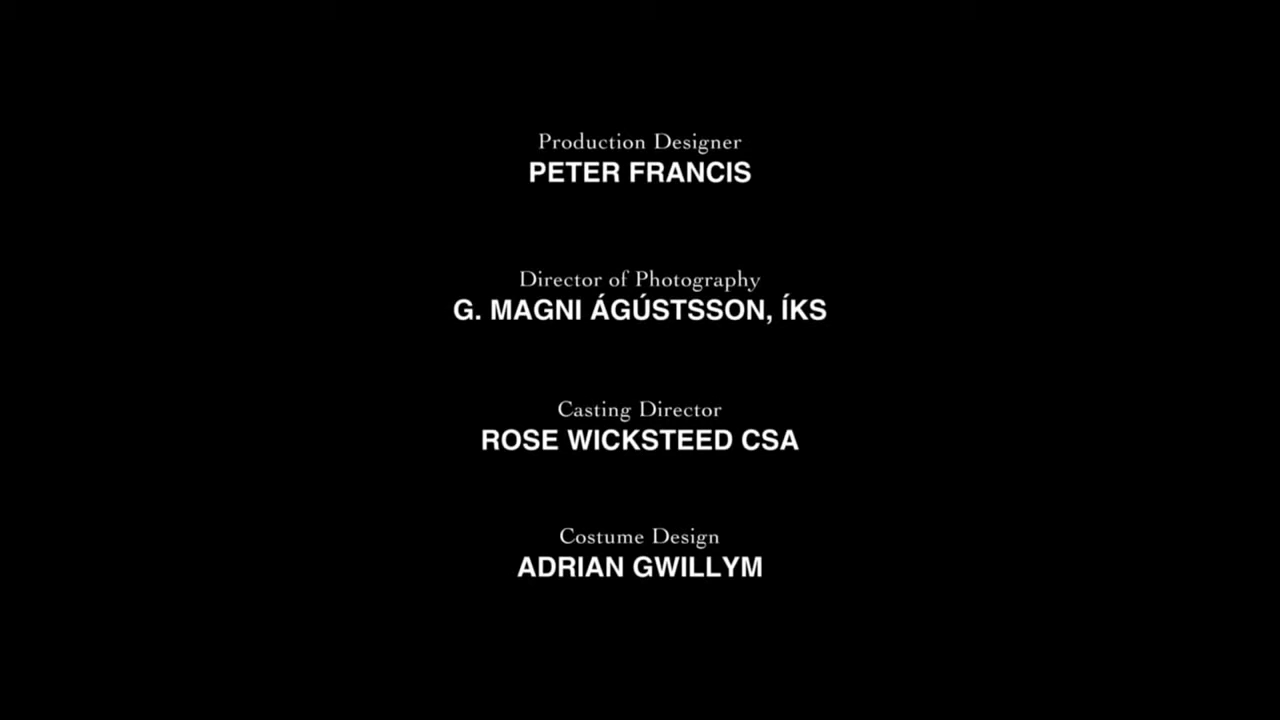 Production Designer
PETER FRANCIS
Director of Photography
G. MAGNI ÁGÚSTSSON, ÍKS
Casting Director
ROSE WICKSTEED CSA
Costume Design
ADRIAN GWILLYM